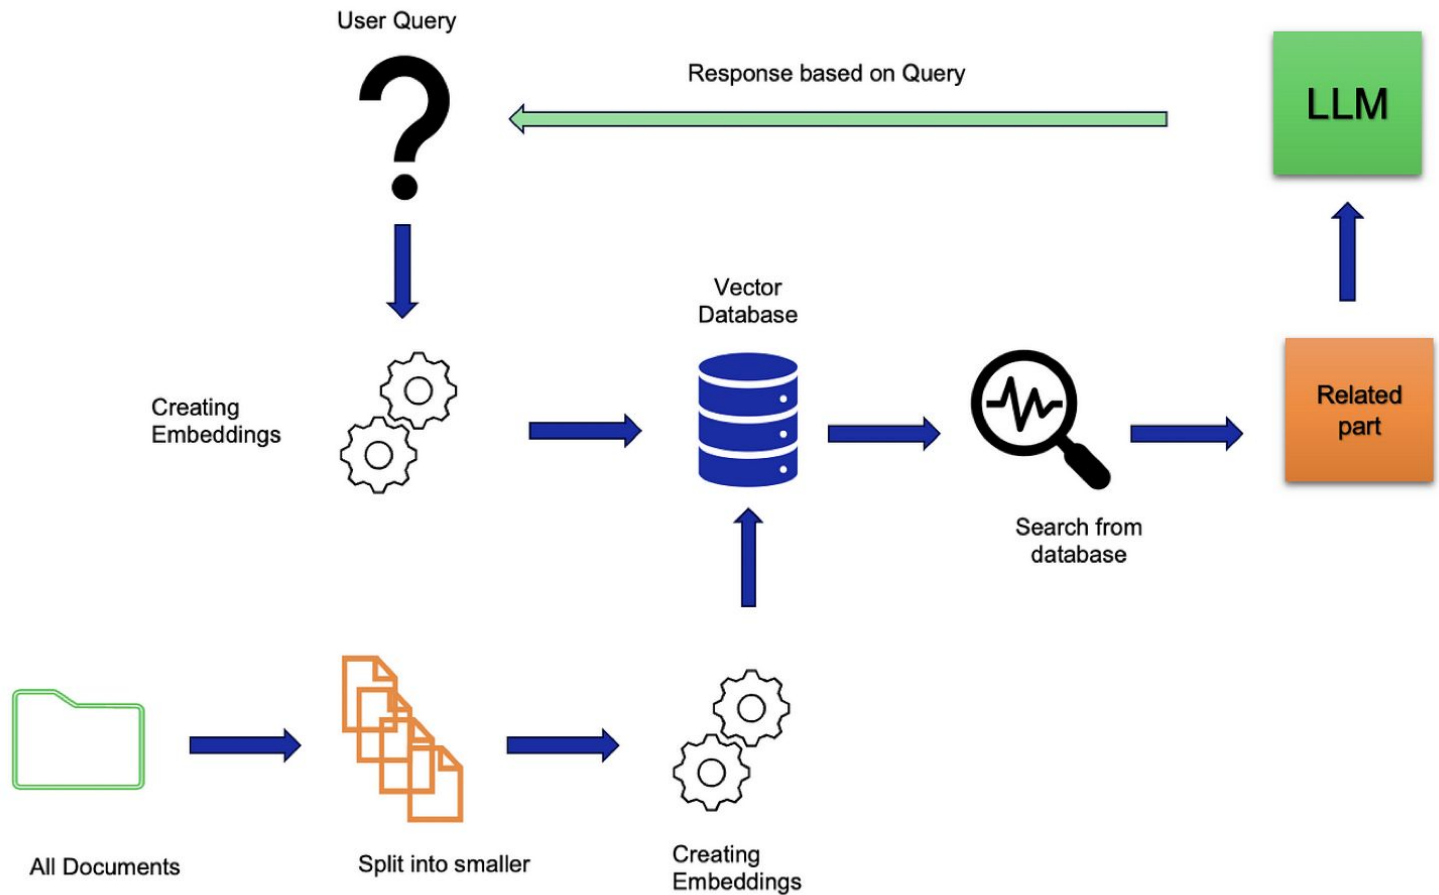 User Query
Response based on Query
LLM
Vector
Database
Creating
Embeddings
Related
part
Search from
database
All Documents
Split into smaller
Creating
Embeddings